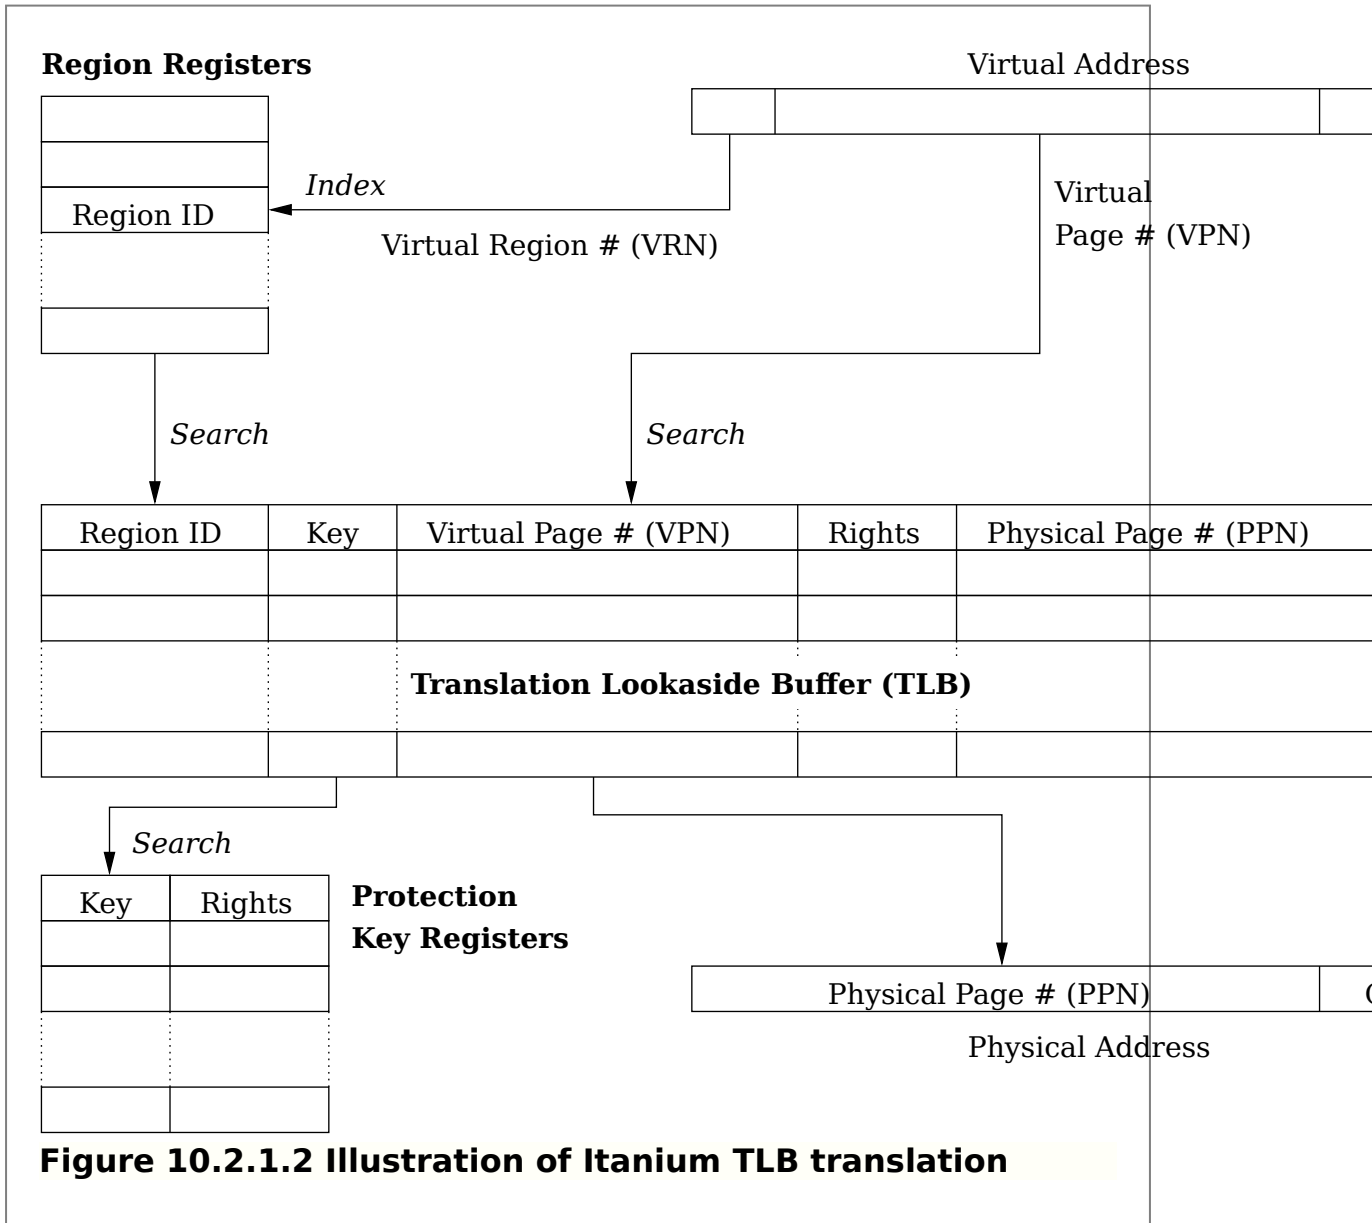 Region Registers
Virtual Address
Index
Region ID
Virtual Region # (VRN)
Virtual
Page # (VPN)
Search
Search
Region ID Key Virtual Page # (VPN) Rights Physical Page # (PPN)
Translation Lookaside Buffer (TLB)
Search
Key Rights
Protection
Key Registers
Physical Page # (PPN)
Physical Address
Figure 10.2.1.2 Illustration of Itanium TLB translation